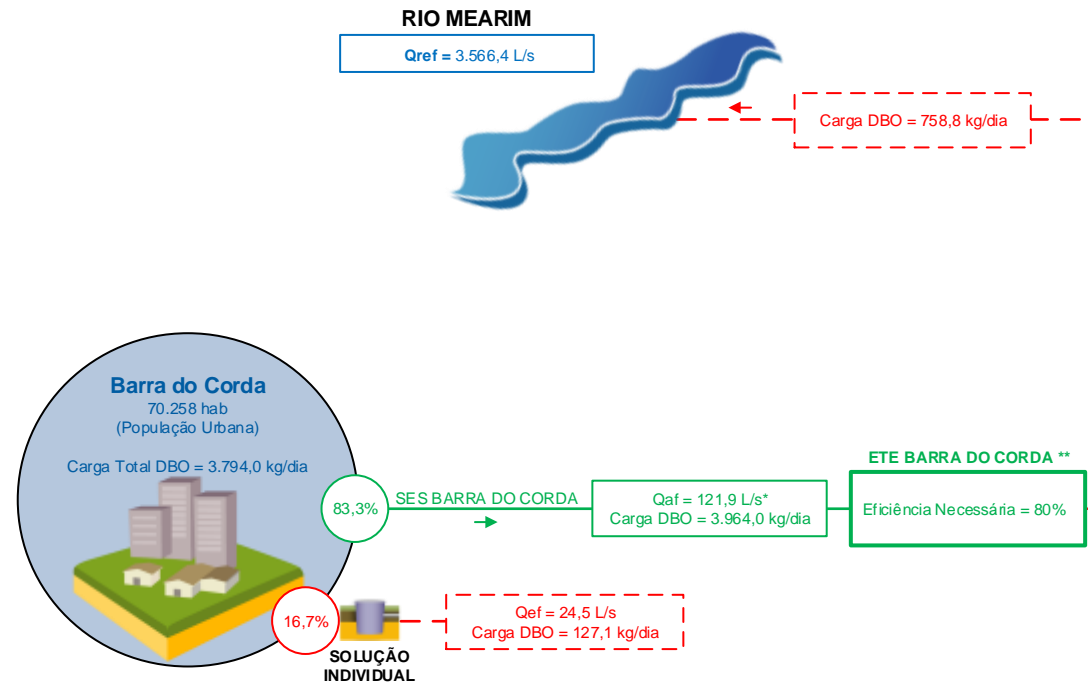 RIO MEARIM
Qref = 3.566,4 L/s
Carga DBO = 758,8 kg/dia
Barra do Corda
70.258 hab
(População Urbana)
Carga Total DBO = 3.794,0 kg/dia
83,3%
SES BARRA DO CORDA
Qaf = 121,9 L/s*
Carga DBO = 3.964,0 kg/dia
ETE BARRA DO CORDA **
Eficiência Necessária = 80%
16,7%
SOLUÇÃO
INDIVIDUAL
Qef = 24,5 L/s
Carga DBO = 127,1 kg/dia